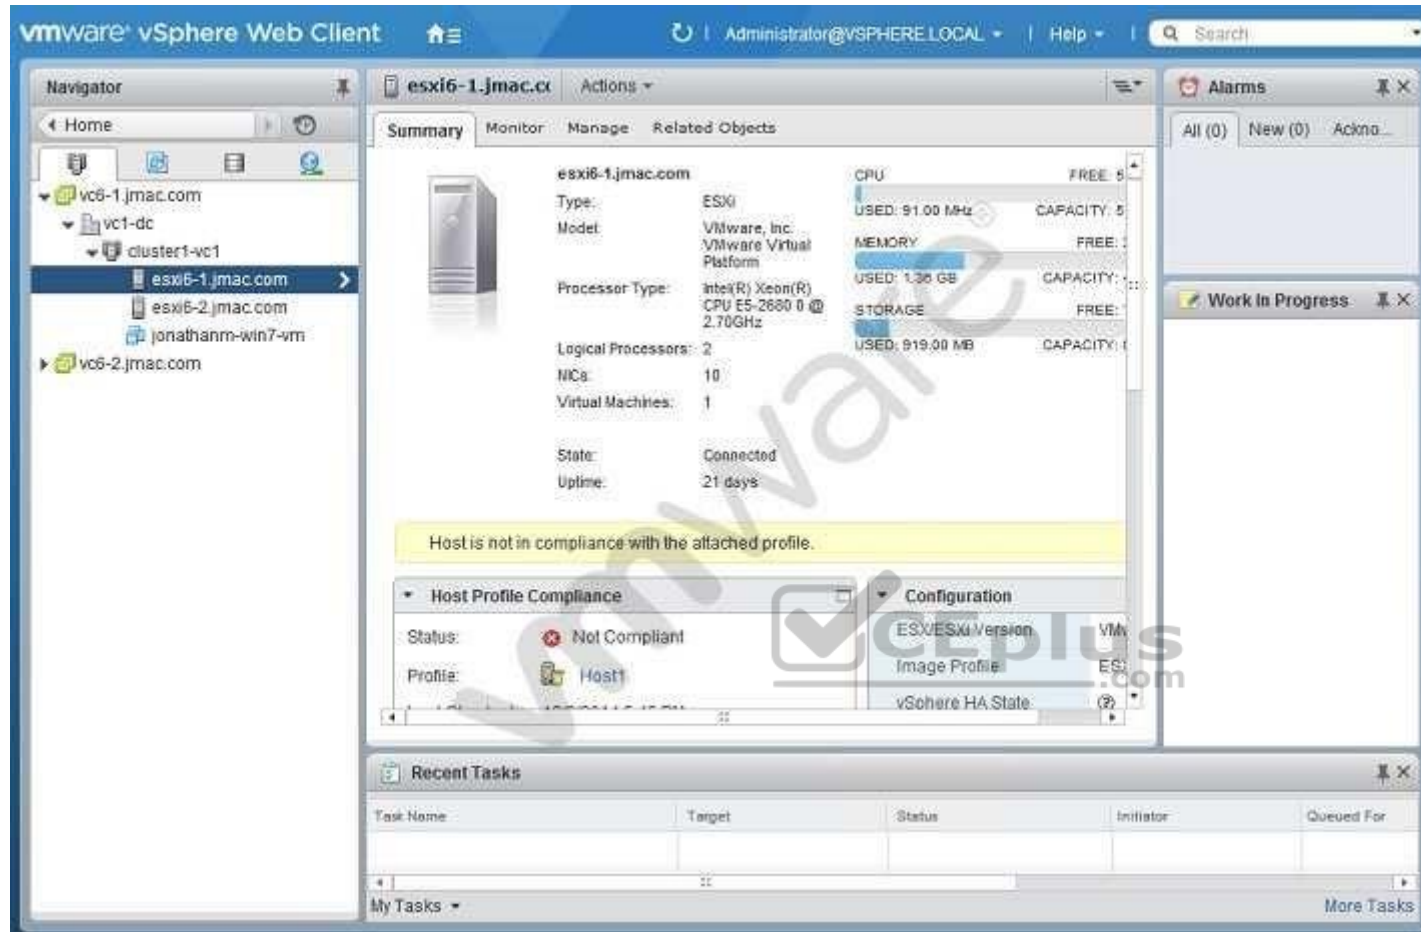 vmware® vSphere Web Client
Administrator@VSPHERE.LOCAL
Help
Search
Navigator
Home
vc6-1.jmac.com
vc1-dc
cluster1-vc1
esxi6-1.jmac.com
esxi6-2.jmac.com
jonathanm-win7-vm
vc6-2.jmac.com
esxi6-1.jmac.cc
Actions
Summary
Monitor
Manage
Related Objects
esxi6-1.jmac.com
Type: ESXi
Model: VMware, Inc.
VMware Virtual
Platform
Processor Type: Intel(R) Xeon(R)
CPU E5-2680 0 @
2.70GHz
Logical Processors: 2
NICs: 10
Virtual Machines: 1
State: Connected
Uptime: 21 days
CPU FREE: 5
USED: 91.00 MHz CAPACITY: 5
MEMORY FREE:
USED: 1.36 GB CAPACITY:
STORAGE FREE:
USED: 919.00 MB CAPACITY:
Host is not in compliance with the attached profile.
Host Profile Compliance
Status: Not Compliant
Profile: Host1
Configuration
ESX/ESXi Version
Image Profile
vSphere HA State
Alarms
All (0) New (0) Ackno...
Work In Progress
Recent Tasks
Task Name Target Status Initiator Queued For
My Tasks
More Tasks
vmware®
CEplus
.com